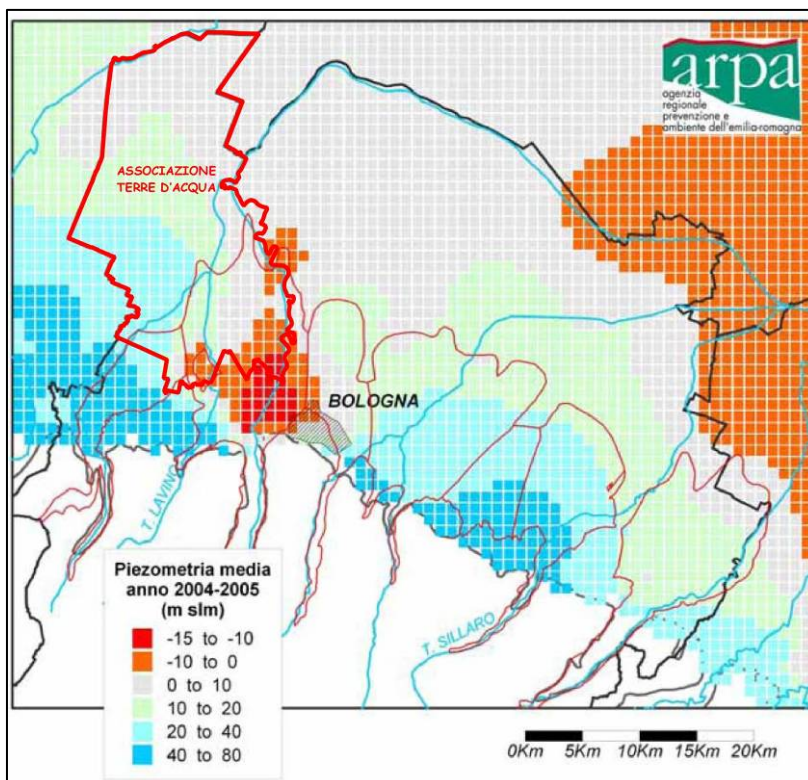 arpa
agenzia
regionale
prevenzione e
ambiente dell'emilia-romagna
ASSOCIAZIONE
TERRE D'ACQUA
BOLOGNA
T. LAVINO
T. SILLARO
Piezometria media
anno 2004-2005
(m slm)
-15 to -10
-10 to 0
0 to 10
10 to 20
20 to 40
40 to 80
0Km 5Km 10Km 15Km 20Km